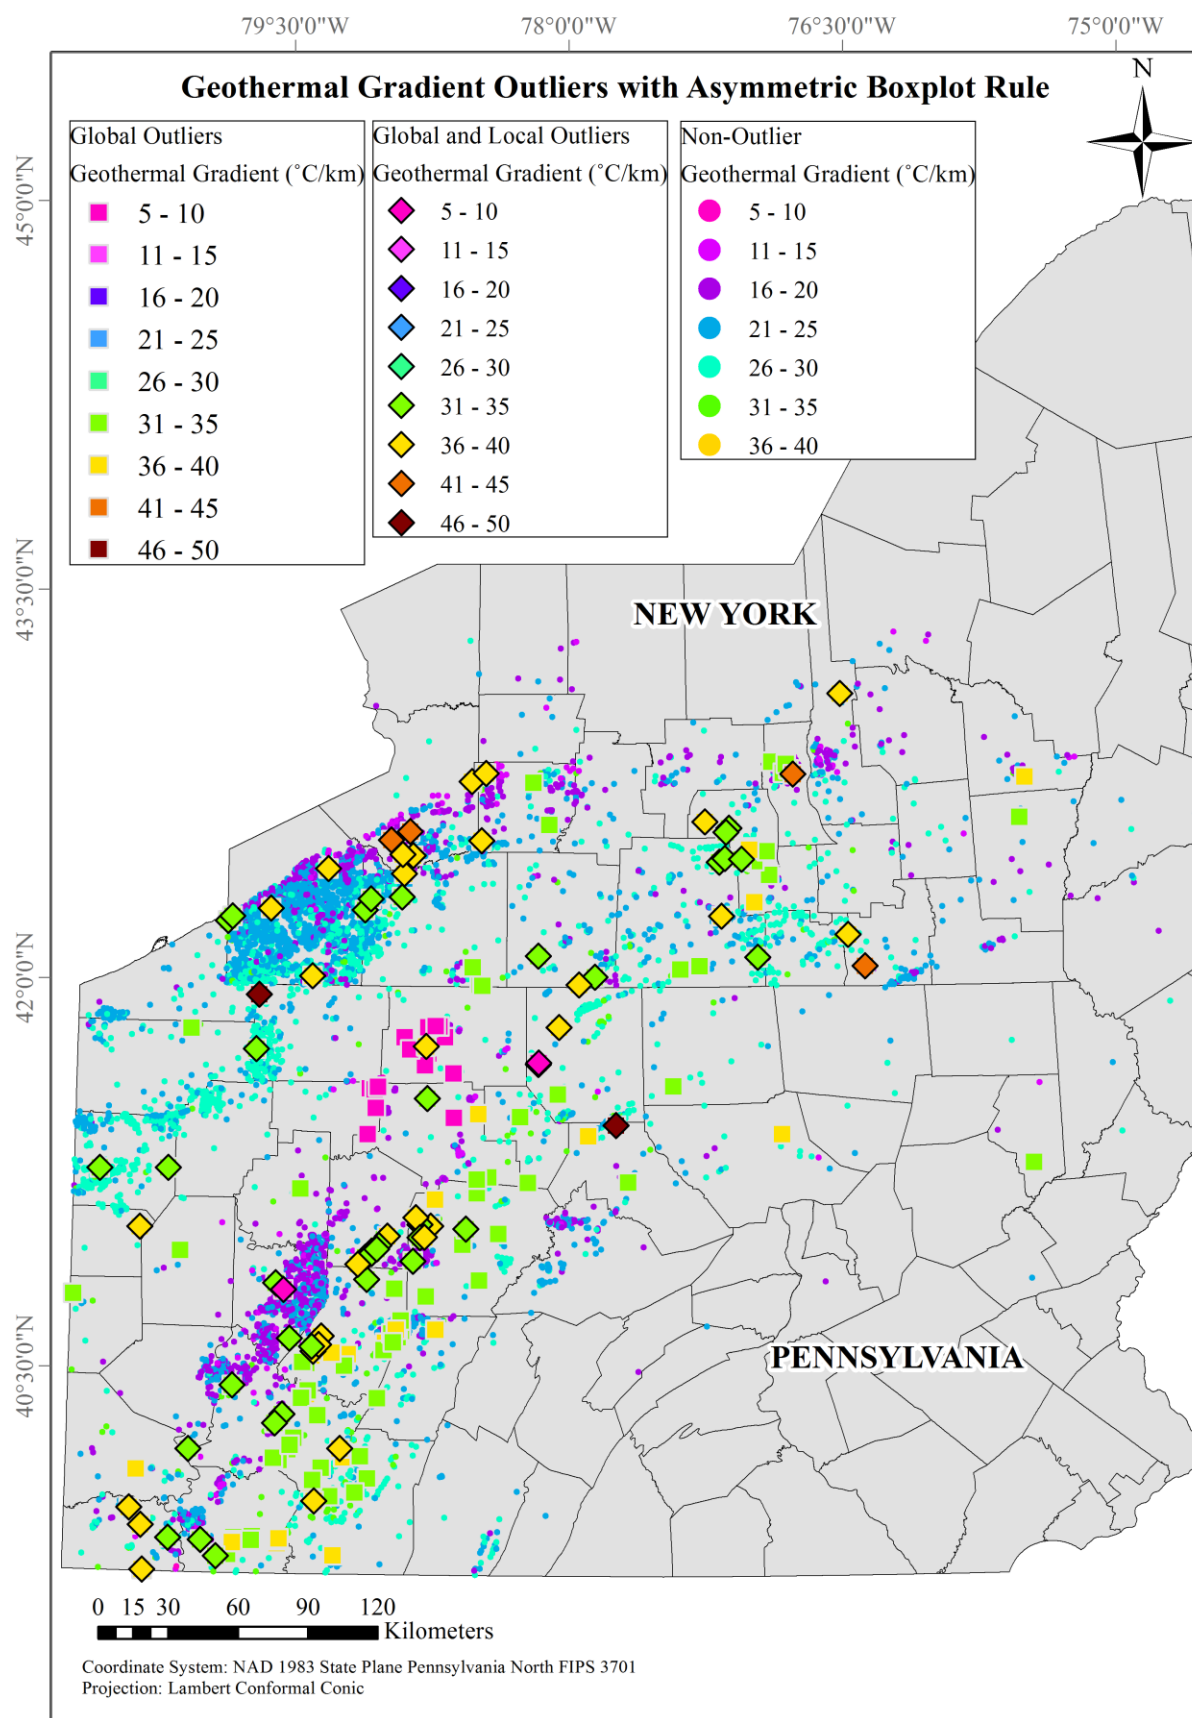 79°30'0"W 78°0'0"W 76°30'0"W 75°0'0"W
Geothermal Gradient Outliers with Asymmetric Boxplot Rule
N
Global Outliers
Geothermal Gradient (°C/km)
5 - 10
11 - 15
16 - 20
21 - 25
26 - 30
31 - 35
36 - 40
41 - 45
46 - 50
Global and Local Outliers
Geothermal Gradient (°C/km)
5 - 10
11 - 15
16 - 20
21 - 25
26 - 30
31 - 35
36 - 40
41 - 45
46 - 50
Non-Outlier
Geothermal Gradient (°C/km)
5 - 10
11 - 15
16 - 20
21 - 25
26 - 30
31 - 35
36 - 40
45°0'0"N
43°30'0"N
42°0'0"N
40°30'0"N
NEW YORK
PENNSYLVANIA
0 15 30 60 90 120
Kilometers
Coordinate System: NAD 1983 State Plane Pennsylvania North FIPS 3701
Projection: Lambert Conformal Conic